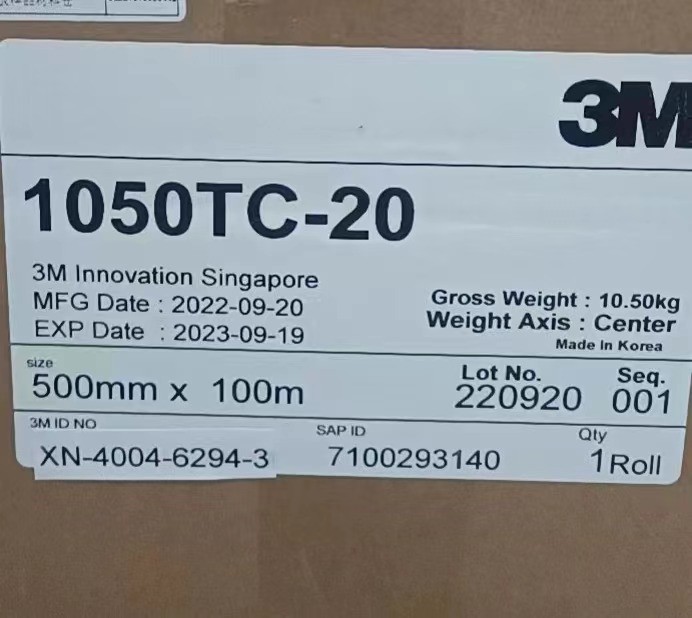 3M
1050TC-20
3M Innovation Singapore
MFG Date : 2022-09-20
EXP Date : 2023-09-19
Gross Weight : 10.50kg
Weight Axis : Center
Made In Korea
size
500mm x 100m
Lot No.
220920
Seq.
001
3M ID NO
XN-4004-6294-3
SAP ID
7100293140
Qty
1 Roll